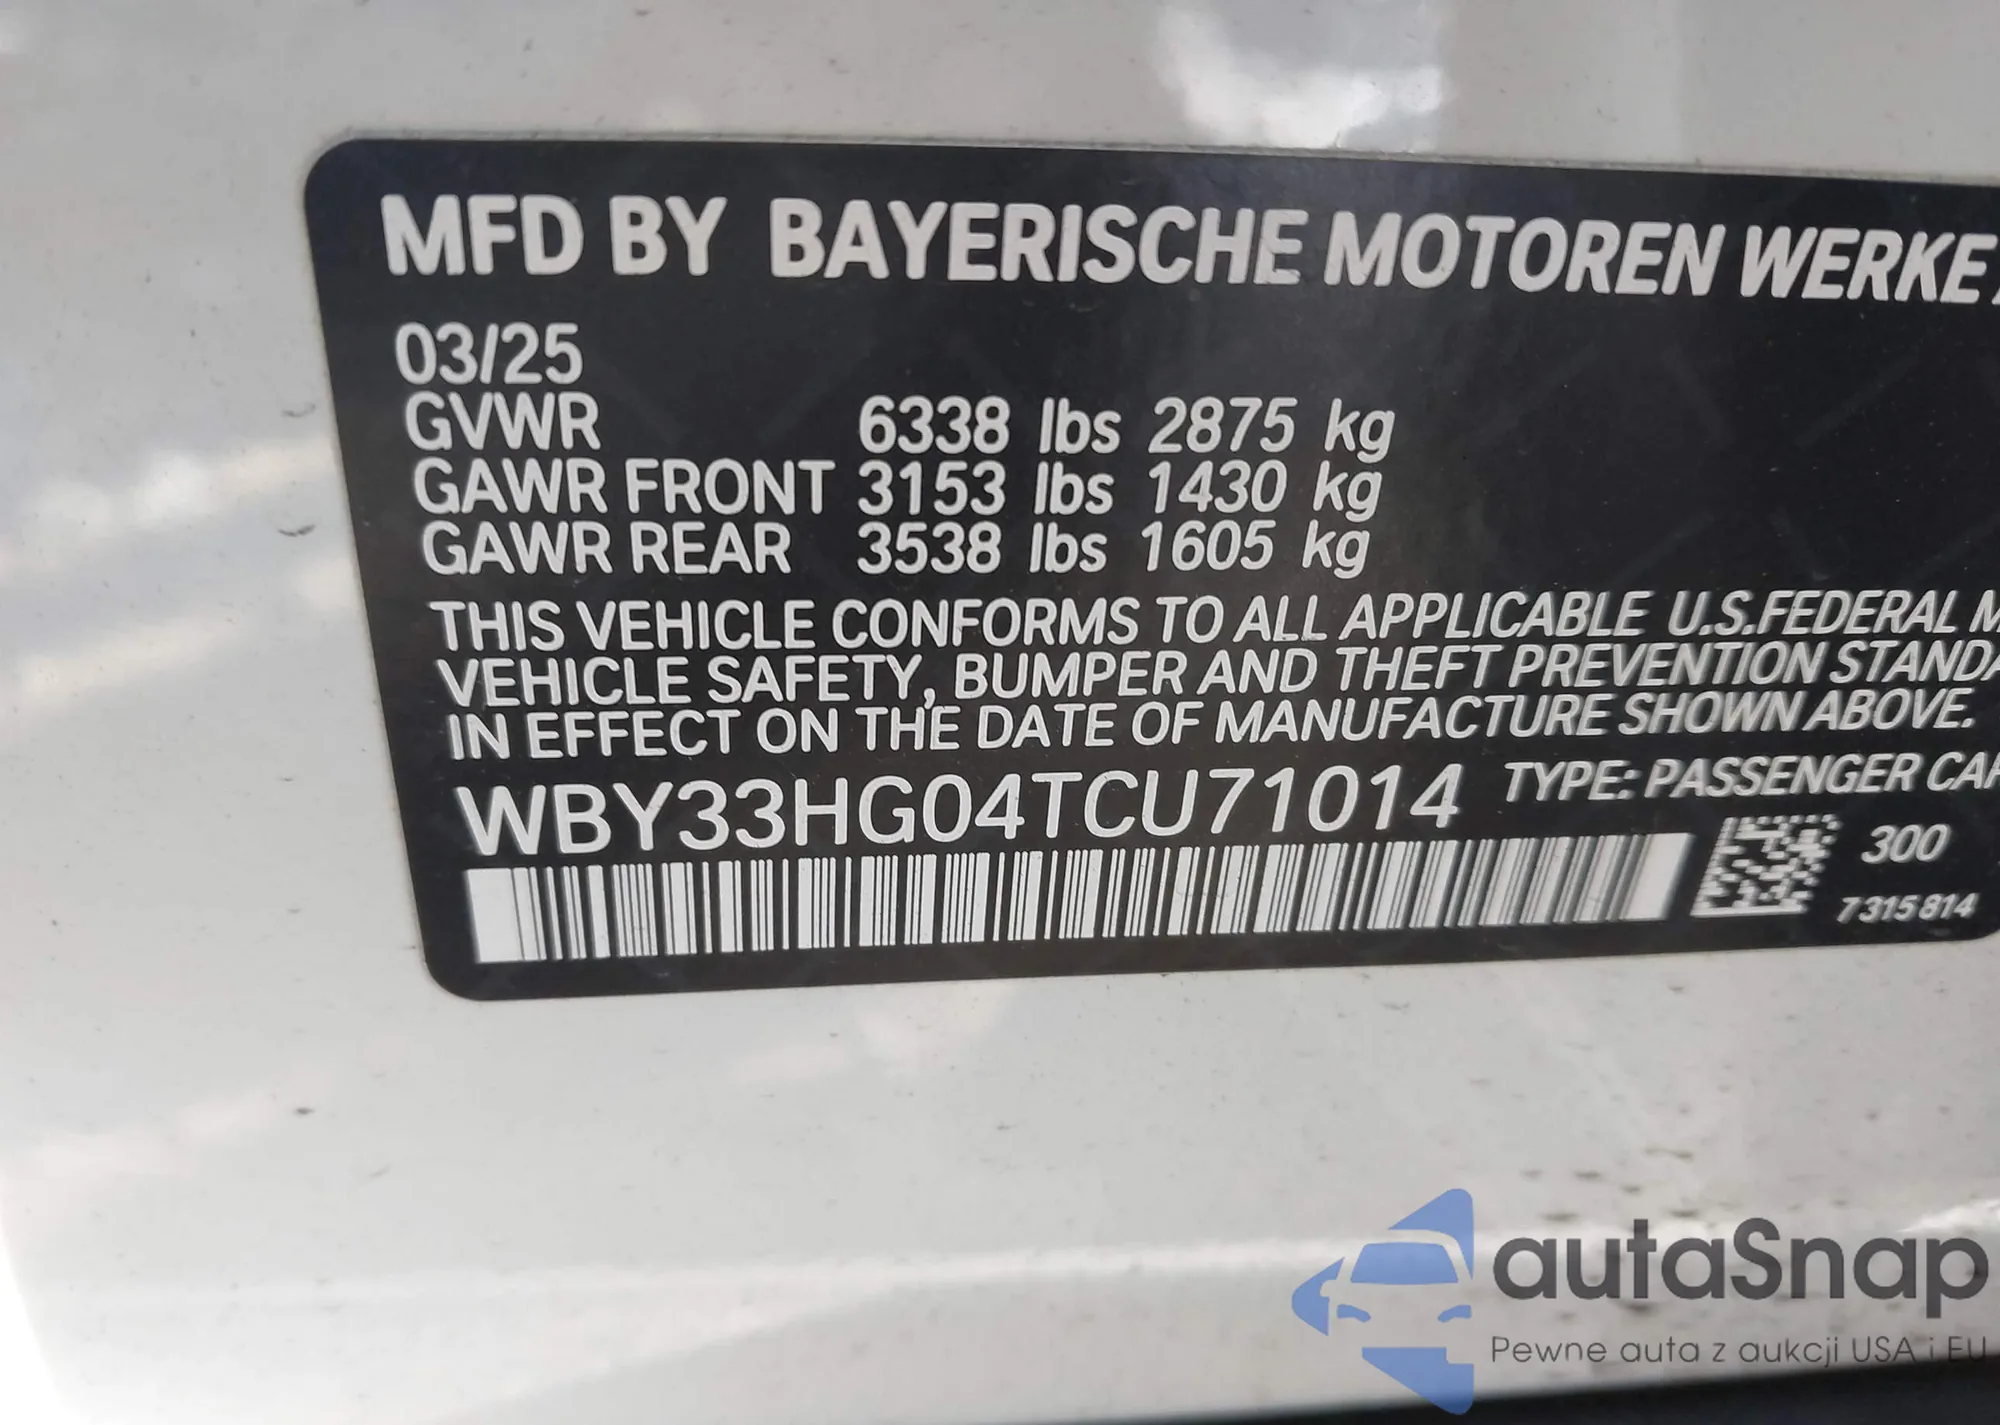 MFD BY BAYERISCHE MOTOREN WERKE
03/25
GVWR 6338 lbs 2875 kg
GAWR FRONT 3153 lbs 1430 kg
GAWR REAR 3538 lbs 1605 kg
THIS VEHICLE CONFORMS TO ALL APPLICABLE U.S.FEDERAL M
VEHICLE SAFETY, BUMPER AND THEFT PREVENTION STANDA
IN EFFECT ON THE DATE OF MANUFACTURE SHOWN ABOVE.
WBY33HG04TCU71014 TYPE: PASSENGER CAR
300
7315814
autaSnap
Pewne auta z aukcji USA i EU